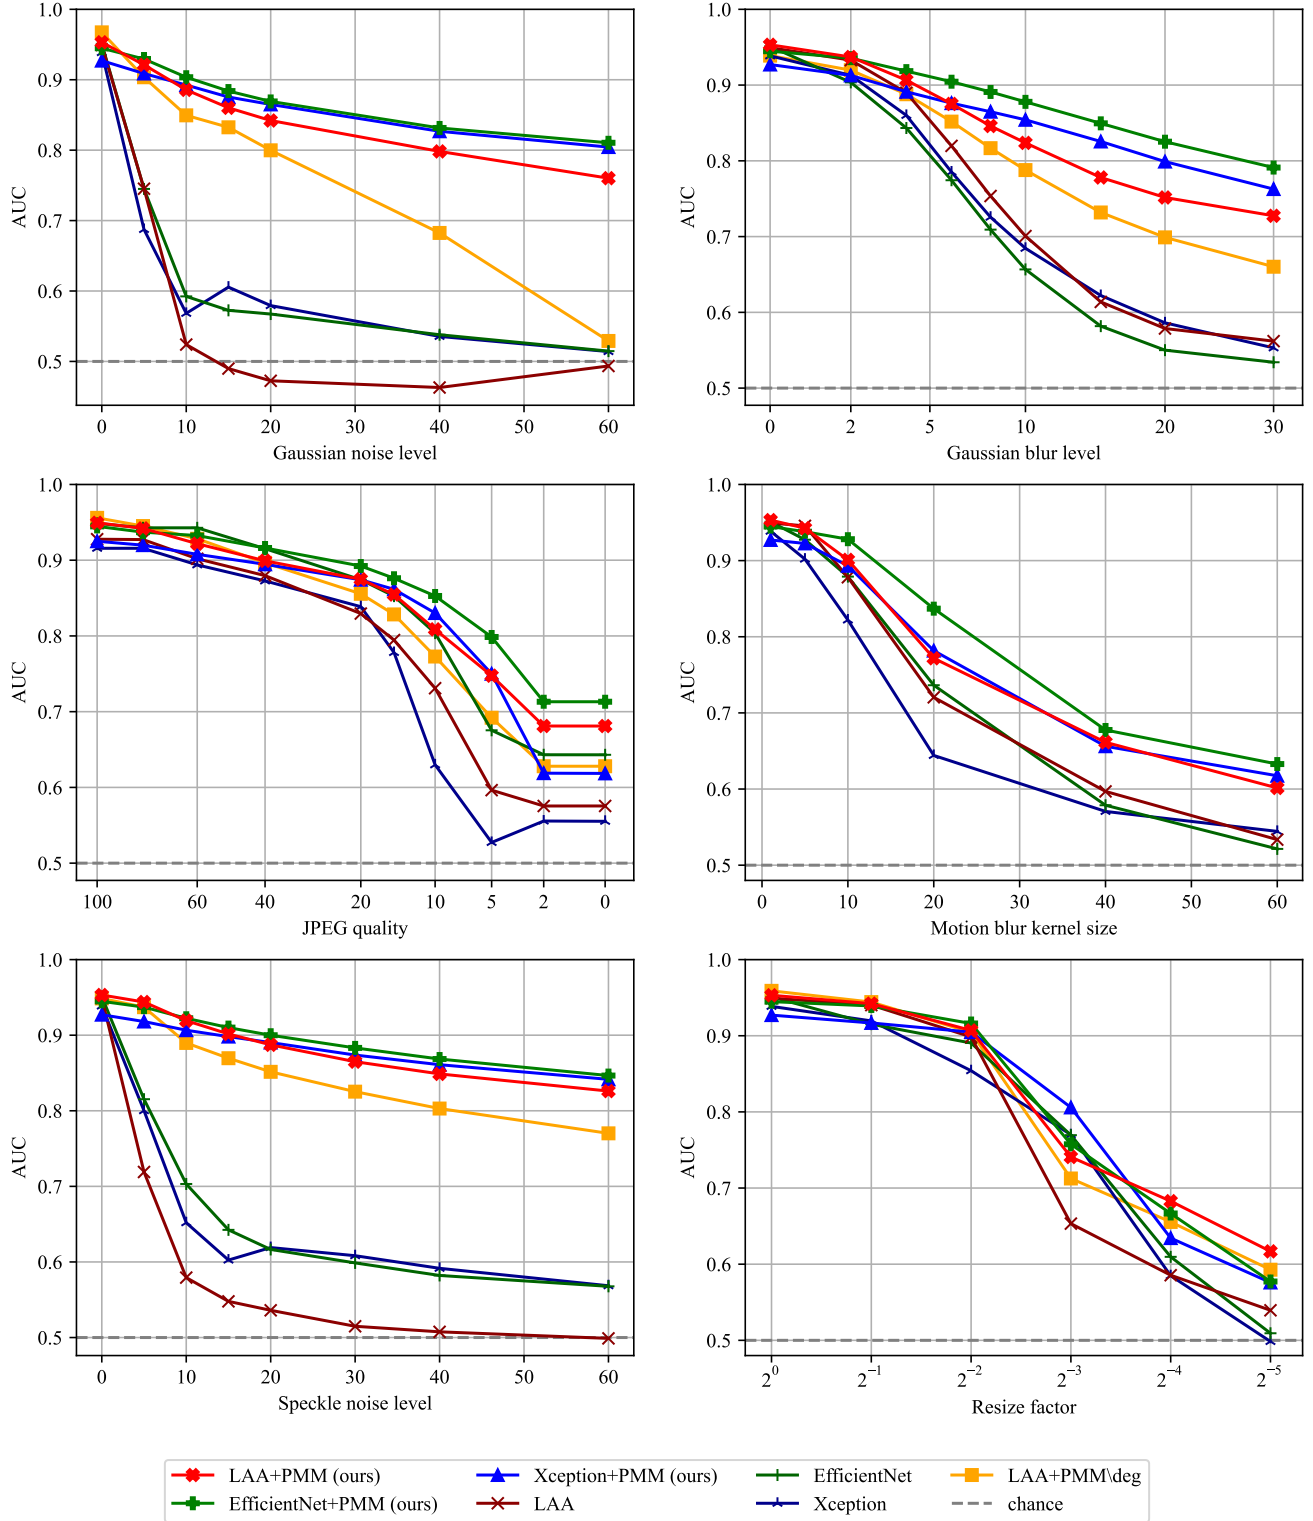 1.0
0.9
0.8
0.7
0.6
0.5
AUC
0 10 20 30 40 50 60
Gaussian noise level
1.0
0.9
0.8
0.7
0.6
0.5
AUC
0 2 5 10 20 30
Gaussian blur level
1.0
0.9
0.8
0.7
0.6
0.5
AUC
100 60 40 20 10 5 2 0
JPEG quality
1.0
0.9
0.8
0.7
0.6
0.5
AUC
0 10 20 30 40 50 60
Motion blur kernel size
1.0
0.9
0.8
0.7
0.6
0.5
AUC
0 10 20 30 40 50 60
Speckle noise level
1.0
0.9
0.8
0.7
0.6
0.5
AUC
2⁰ 2⁻¹ 2⁻² 2⁻³ 2⁻⁴ 2⁻⁵
Resize factor
LAA+PMM (ours) Xception+PMM (ours) EfficientNet LAA+PMM\deg
EfficientNet+PMM (ours) LAA Xception chance